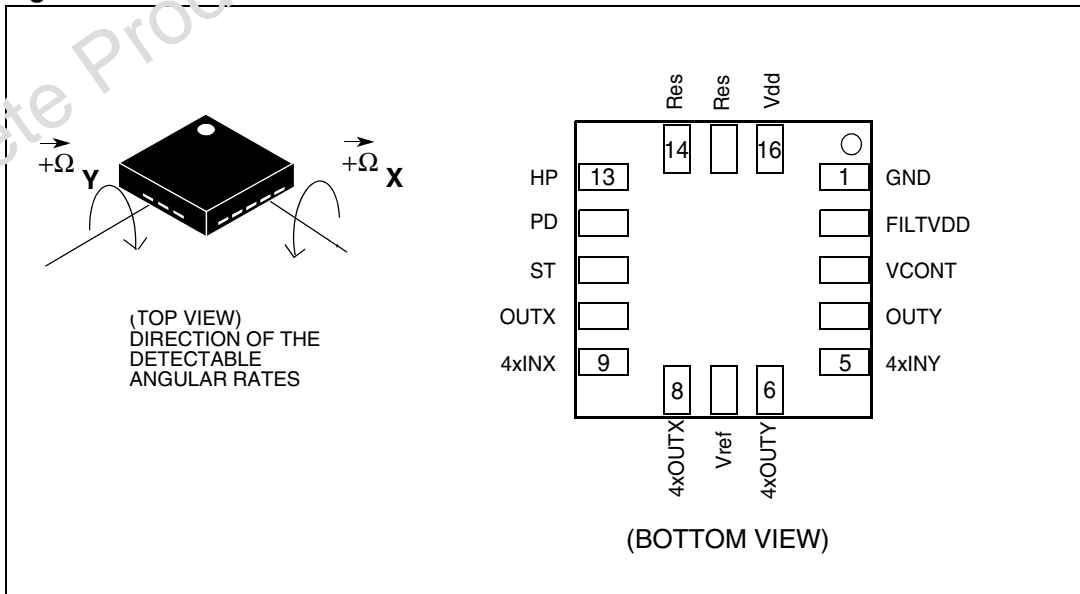 +Ω Y
+Ω X
(TOP VIEW)
DIRECTION OF THE
DETECTABLE
ANGULAR RATES
Res
Res
Vdd
14
16
HP
13
1
GND
PD
FILTVDD
ST
VCONT
OUTX
OUTY
4xINX
9
5
4xINY
8
6
4xOUTX
Vref
4xOUTY
(BOTTOM VIEW)